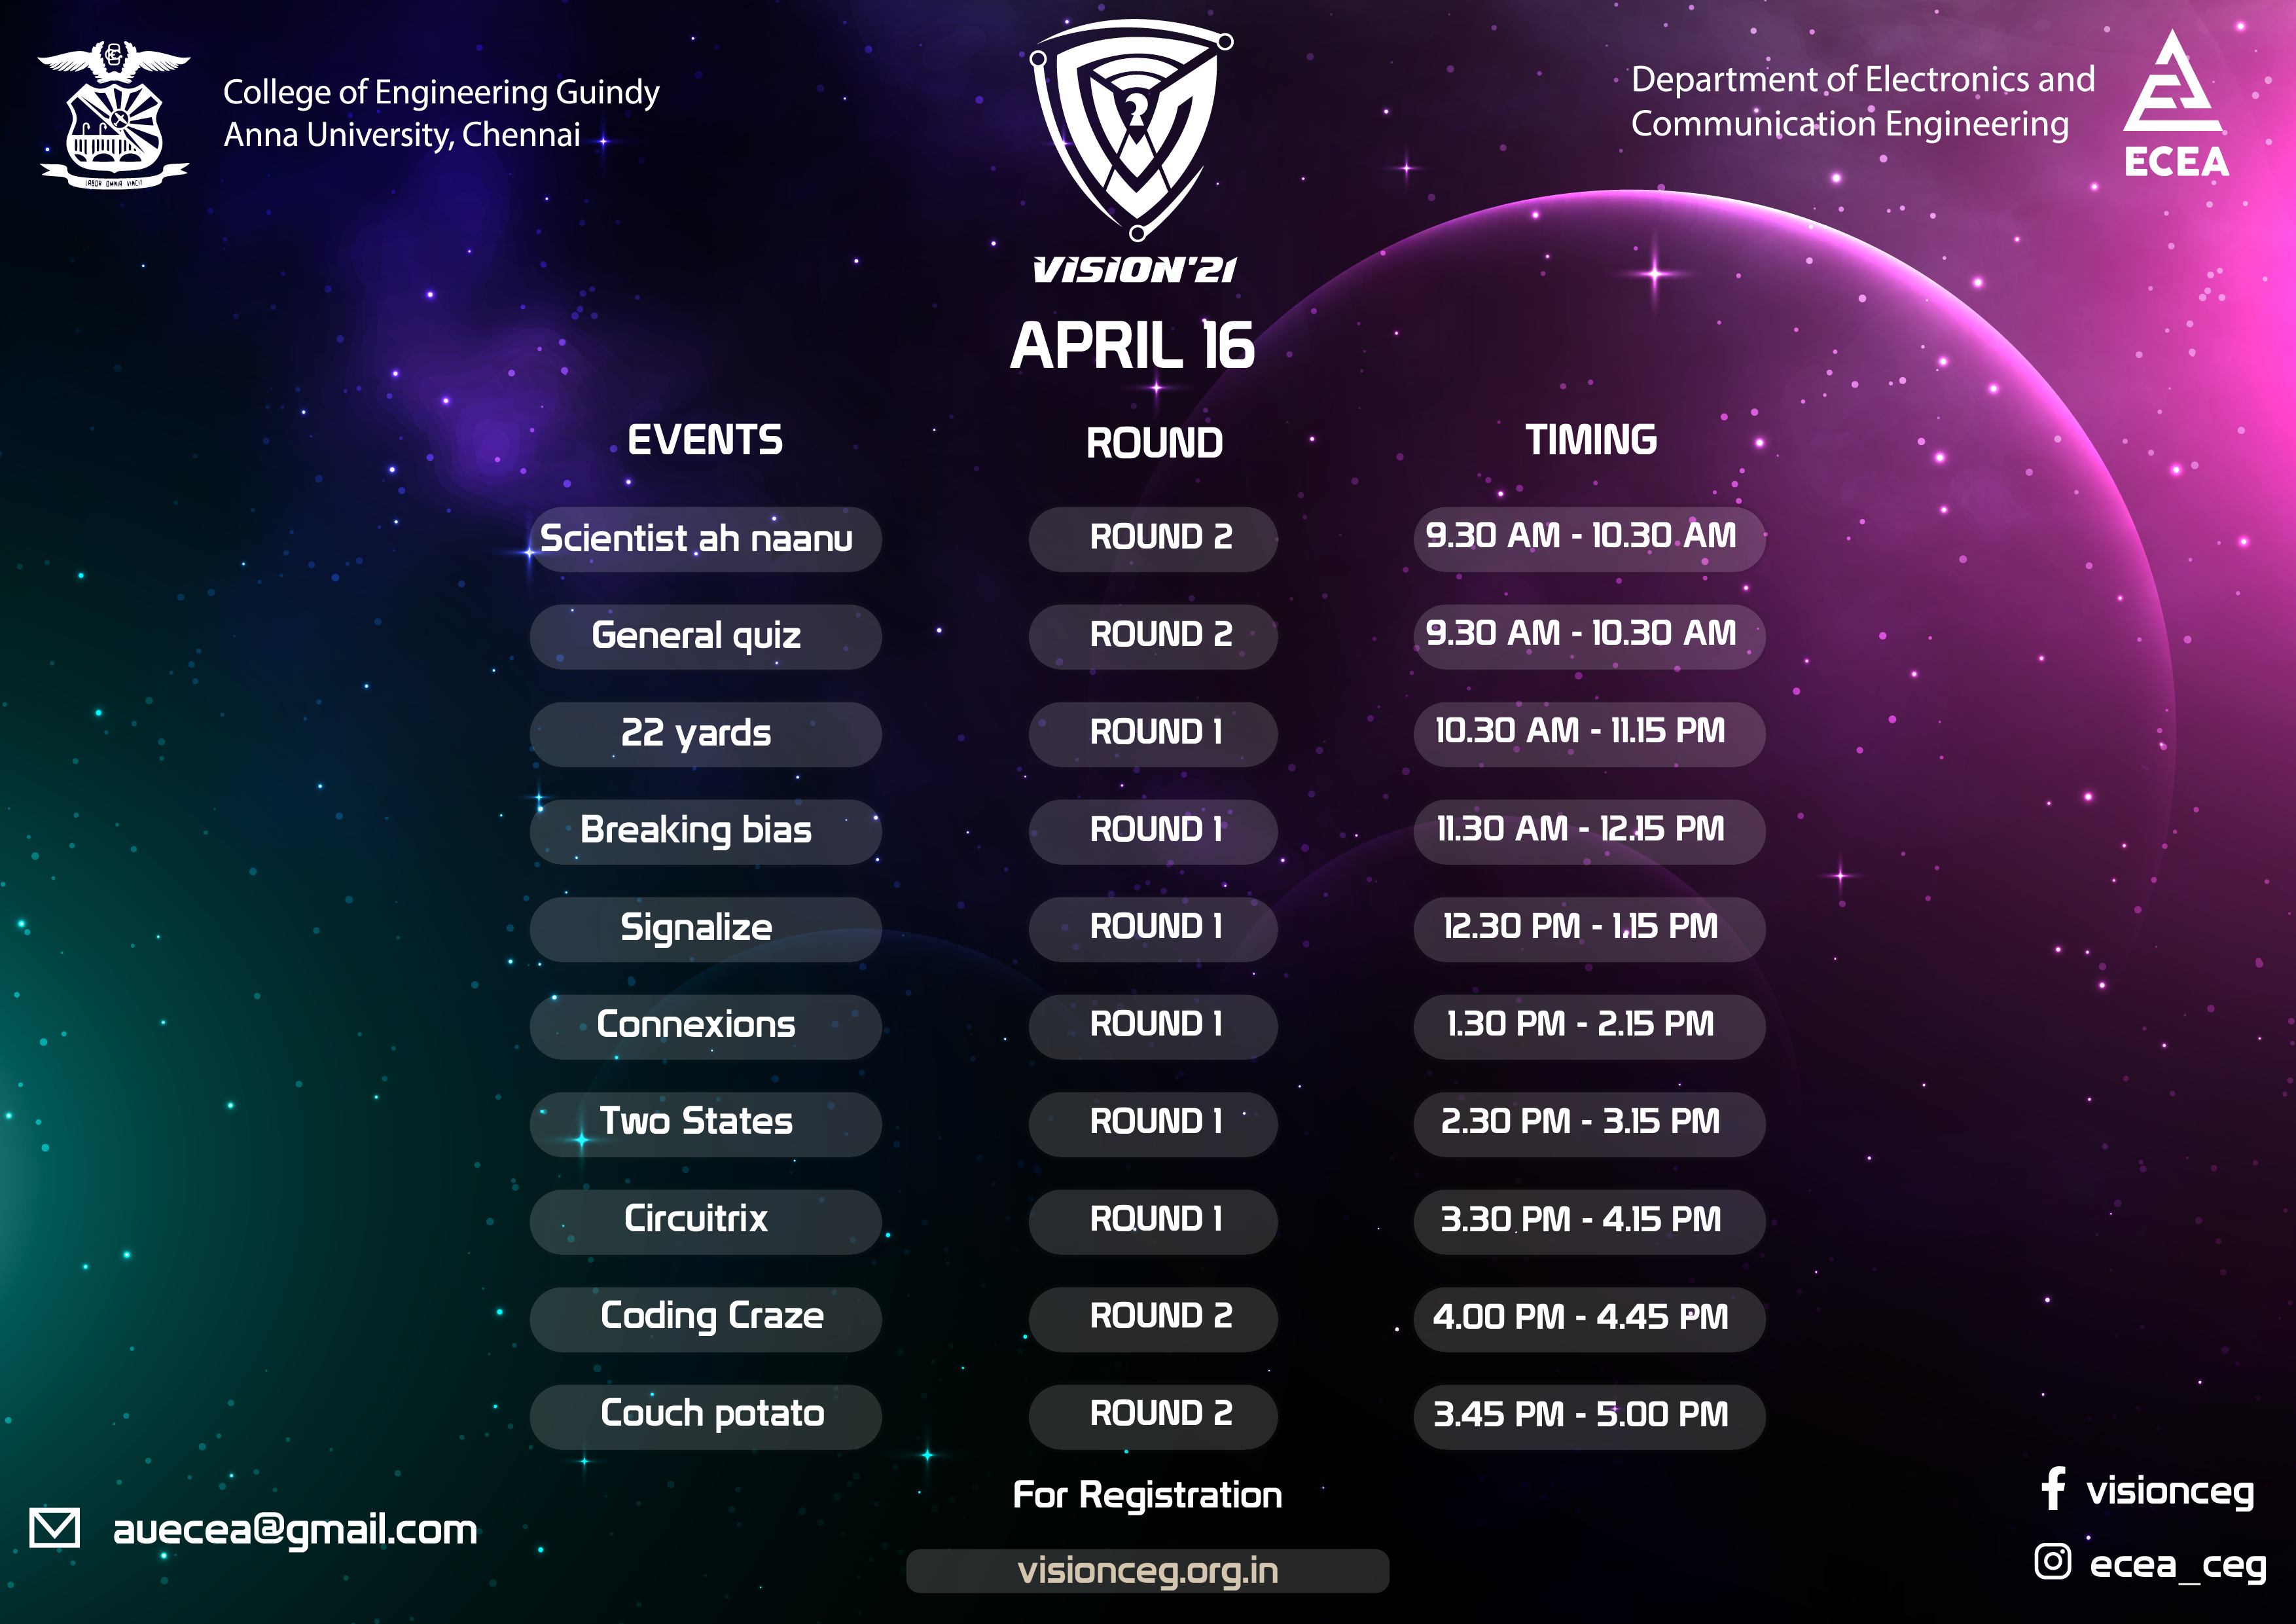 College of Engineering Guindy
Anna University, Chennai
LABOR OMNIA VINCIT
Department of Electronics and
Communication Engineering
ECEA
VISION'21
APRIL 16
EVENTS ROUND TIMING
Scientist ah naanu ROUND 2 9.30 AM - 10.30 AM
General quiz ROUND 2 9.30 AM - 10.30 AM
22 yards ROUND 1 10.30 AM - 11.15 PM
Breaking bias ROUND 1 11.30 AM - 12.15 PM
Signalize ROUND 1 12.30 PM - 1.15 PM
Connexions ROUND 1 1.30 PM - 2.15 PM
Two States ROUND 1 2.30 PM - 3.15 PM
Circuitrix ROUND 1 3.30 PM - 4.15 PM
Coding Craze ROUND 2 4.00 PM - 4.45 PM
Couch potato ROUND 2 3.45 PM - 5.00 PM
For Registration
visionceg.org.in
auecea@gmail.com
visionceg
ecea_ceg